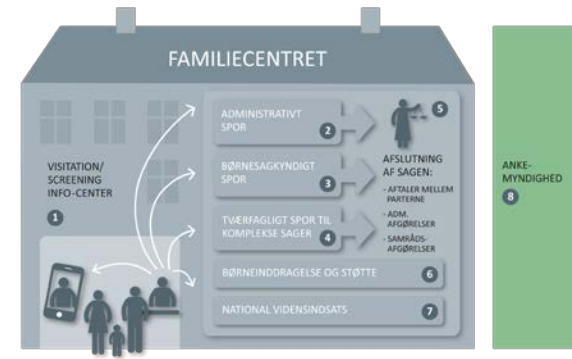 FAMILIECENTRET
VISITATION/
SCREENING
INFO-CENTER
1
ADMINISTRATIVT
SPOR
2
BØRNESAGKYNDIGT
SPOR
3
TVÆRFAGLIGT SPOR TIL
KOMPLEKSE SAGER
4
5
AFSLUTNING
AF SAGEN:
- AFTALER MELLEM
PARTERNE
- ADM.
AFGØRELSER
- SAMRÅDS-
AFGØRELSER
BØRNEINDDRAGELSE OG STØTTE
6
NATIONAL VIDENSINDSATS
7
ANKE-
MYNDIGHED
8